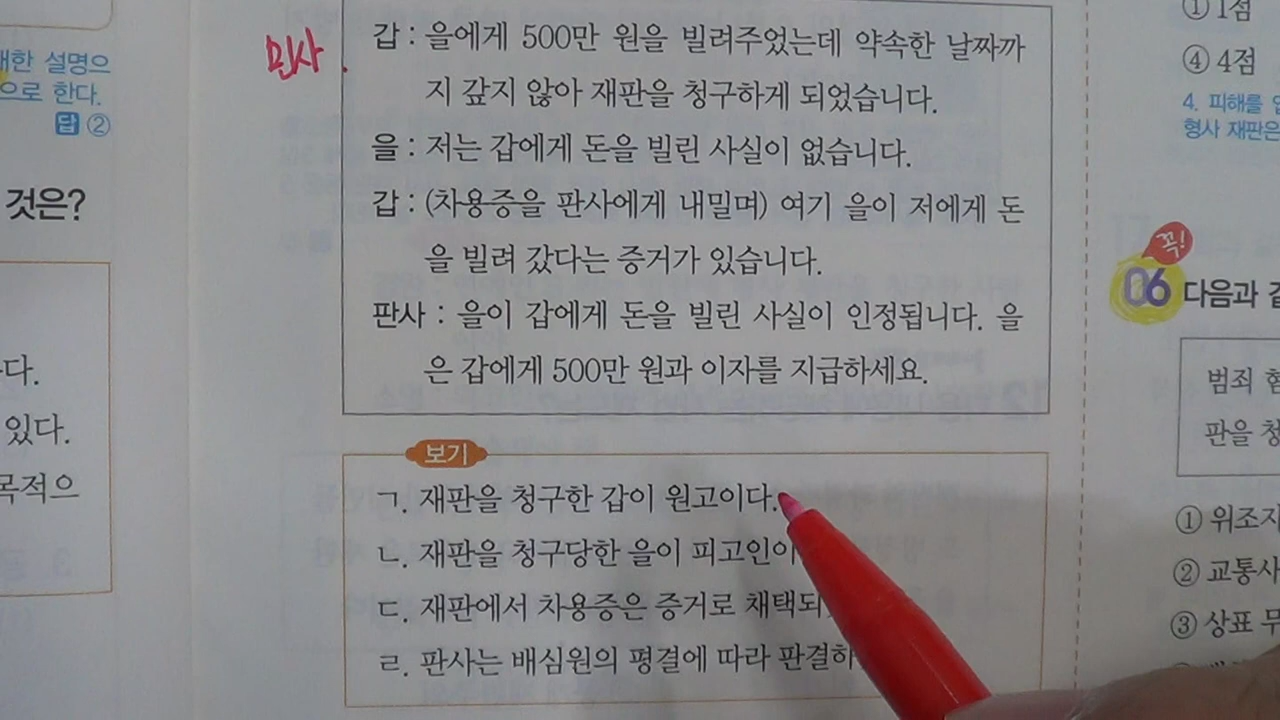 대한 설명으
으로 한다.
답 ②
것은?
다.
있다.
목적으
민사.
갑 : 을에게 500만 원을 빌려주었는데 약속한 날짜까
지 갚지 않아 재판을 청구하게 되었습니다.
을 : 저는 갑에게 돈을 빌린 사실이 없습니다.
갑 : (차용증을 판사에게 내밀며) 여기 을이 저에게 돈
을 빌려 갔다는 증거가 있습니다.
판사 : 을이 갑에게 돈을 빌린 사실이 인정됩니다. 을
은 갑에게 500만 원과 이자를 지급하세요.
보기
ㄱ. 재판을 청구한 갑이 원고이다.
ㄴ. 재판을 청구당한 을이 피고인이
ㄷ. 재판에서 차용증은 증거로 채택되
ㄹ. 판사는 배심원의 평결에 따라 판결하
① 1점
④ 4점
4. 피해를 입
형사 재판은
꼭!
06 다음과 같
범죄 혐
판을 청
① 위조지
② 교통사
③ 상표 무